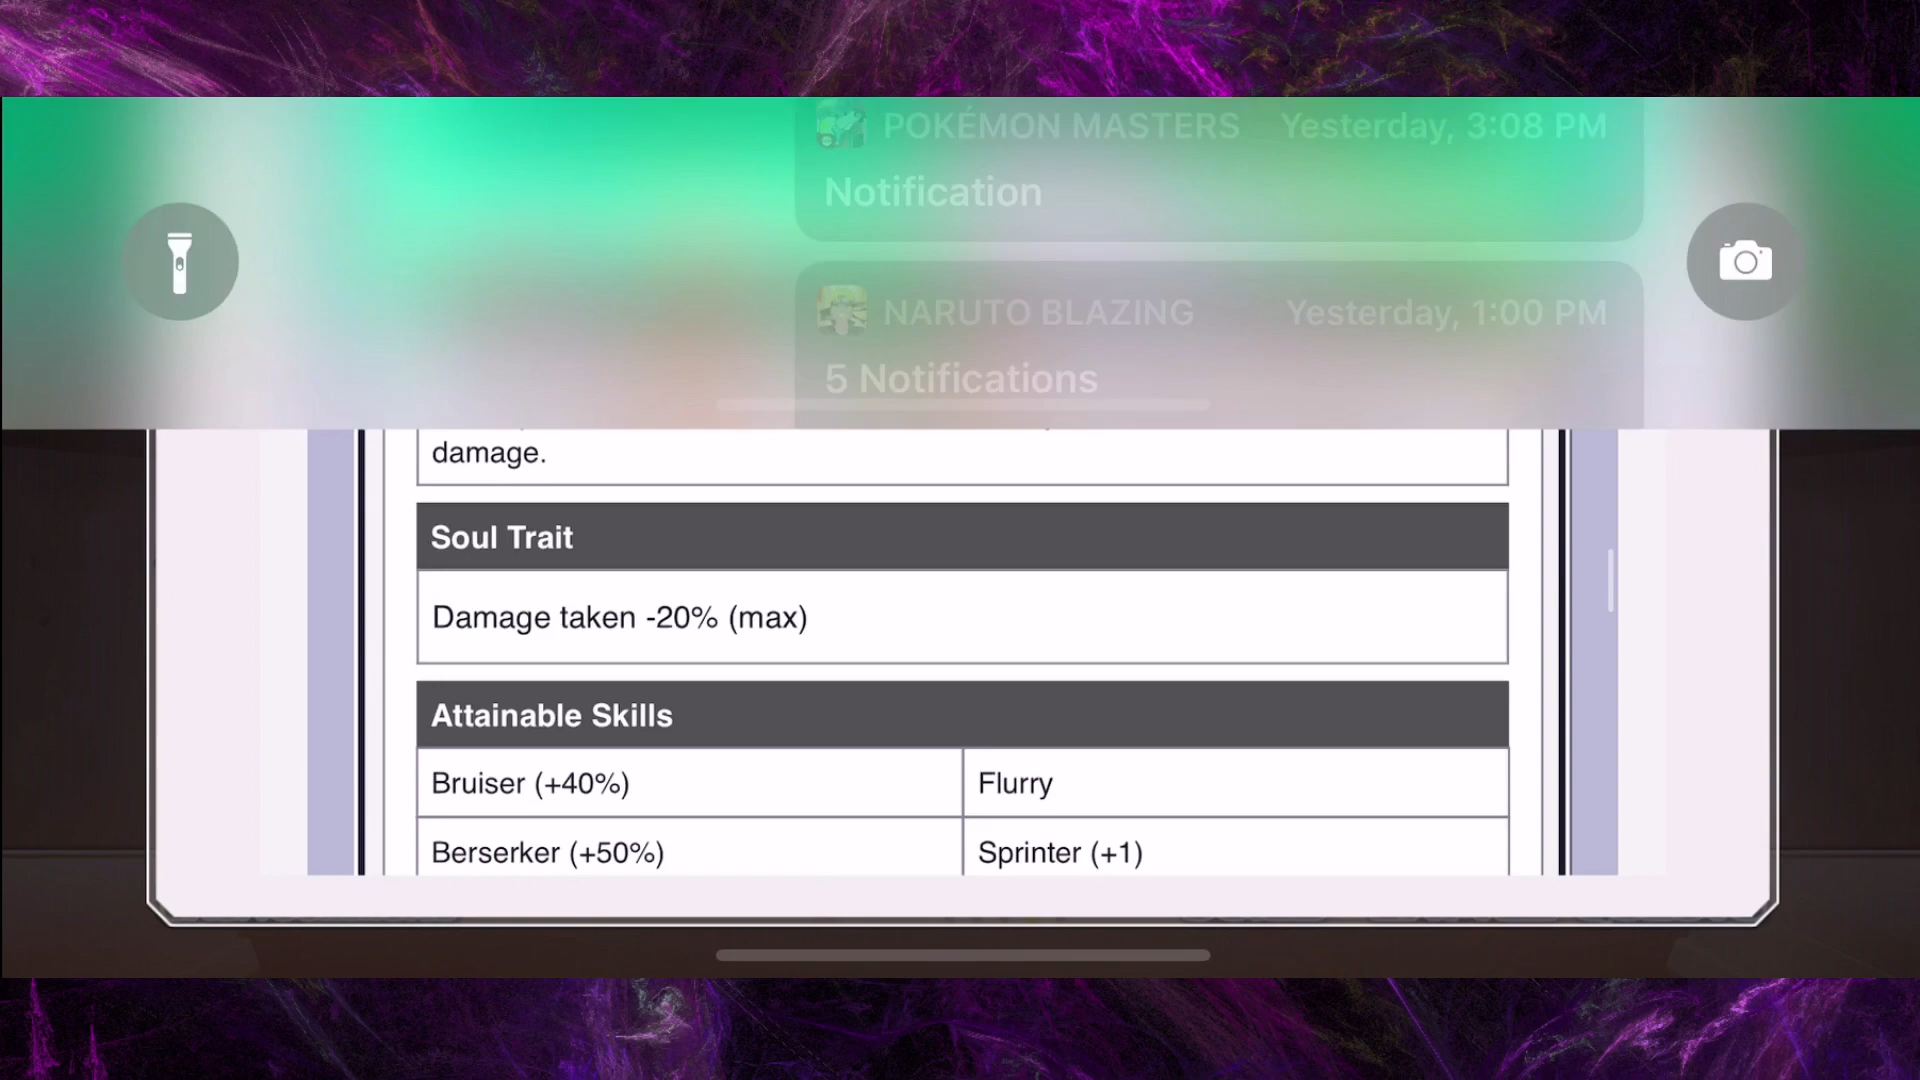 POKÉMON MASTERS Yesterday, 3:08 PM
Notification
NARUTO BLAZING Yesterday, 1:00 PM
5 Notifications
damage.
Soul Trait
Damage taken -20% (max)
Attainable Skills
Bruiser (+40%) Flurry
Berserker (+50%) Sprinter (+1)